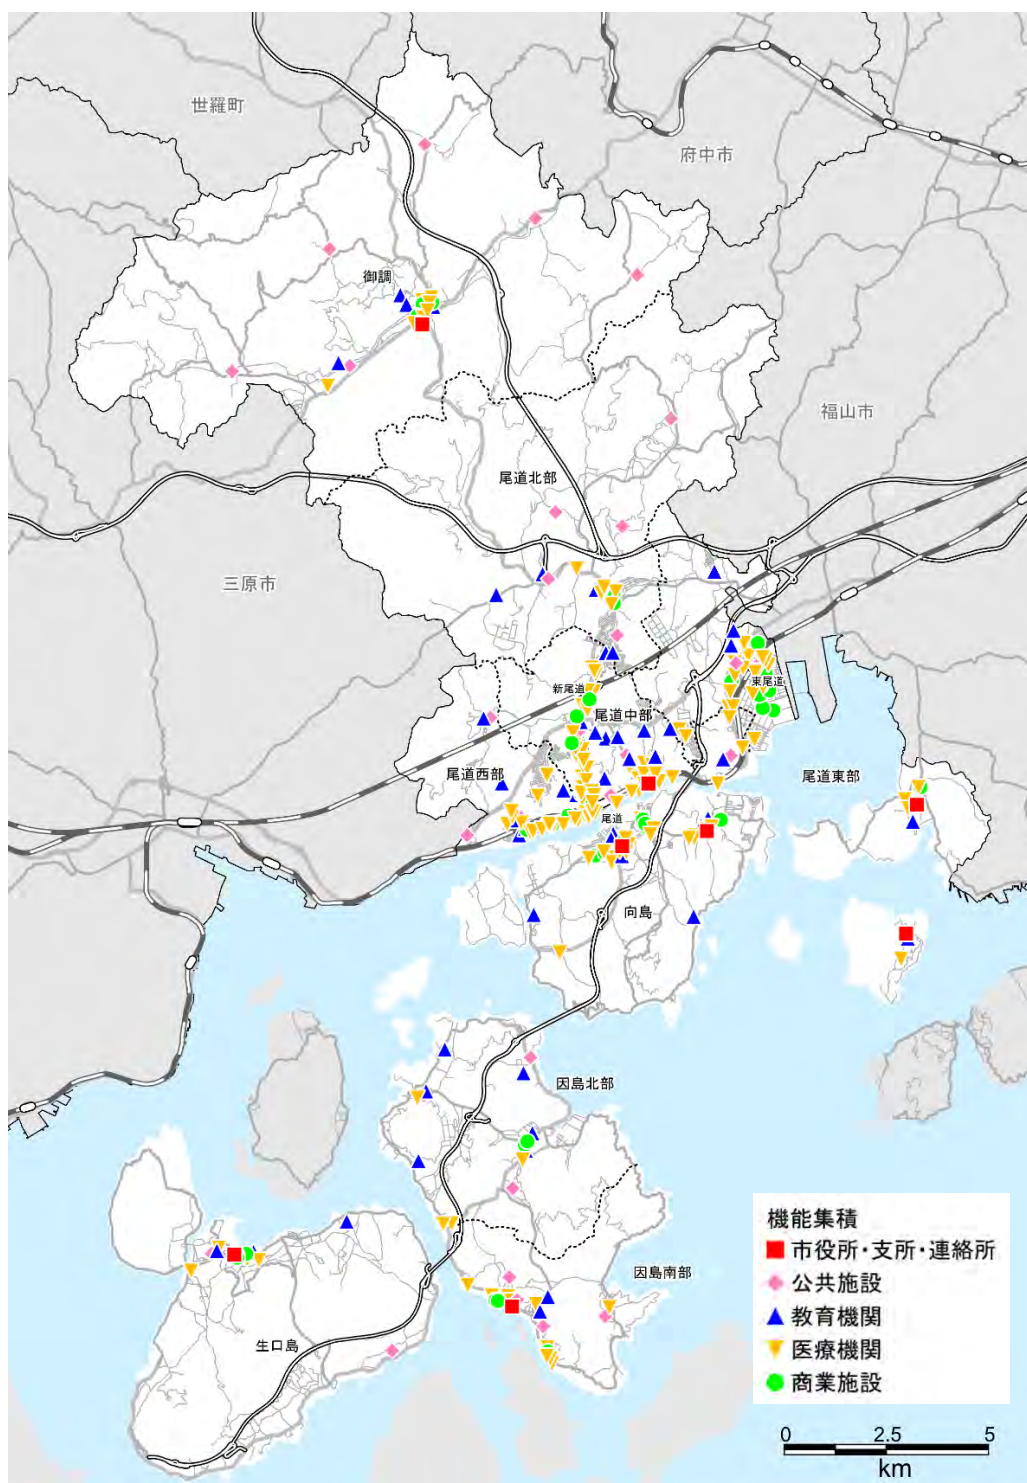 世羅町
府中市
御調
福山市
尾道北部
三原市
新尾道
東尾道
尾道中部
尾道西部
尾道東部
尾道
向島
因島北部
因島南部
生口島
機能集積
市役所・支所・連絡所
公共施設
教育機関
医療機関
商業施設
0 2.5 5
km